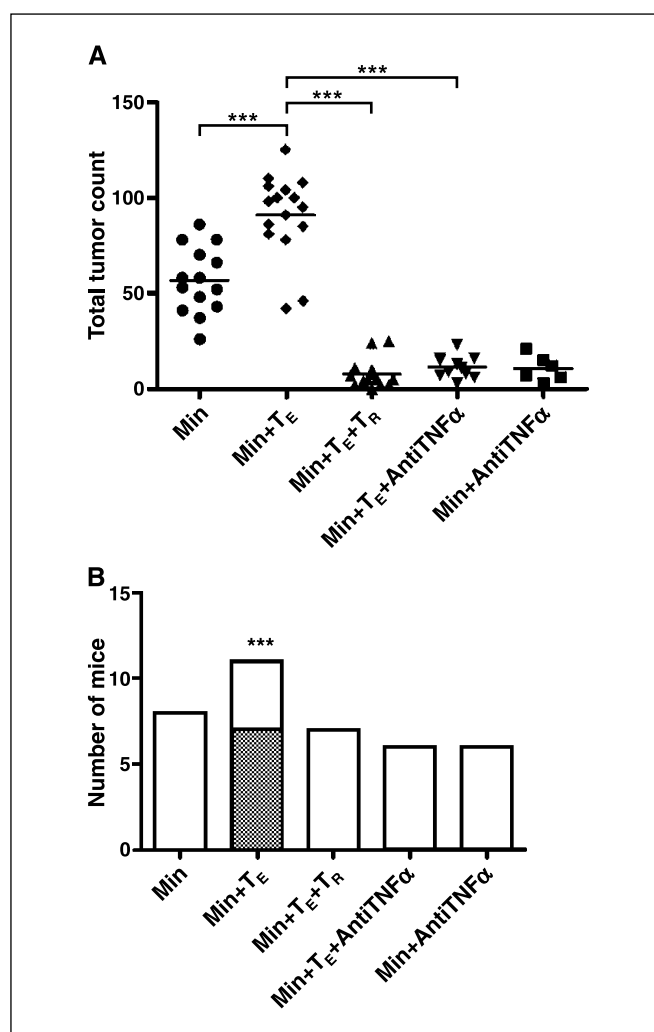 A
***
***
***
150
100
50
0
Total tumor count
Min
Min+TE
Min+TE+TR
Min+TE+AntiTNFα
Min+AntiTNFα
B
15
10
5
0
***
Number of mice
Min
Min+TE
Min+TE+TR
Min+TE+AntiTNFα
Min+AntiTNFα